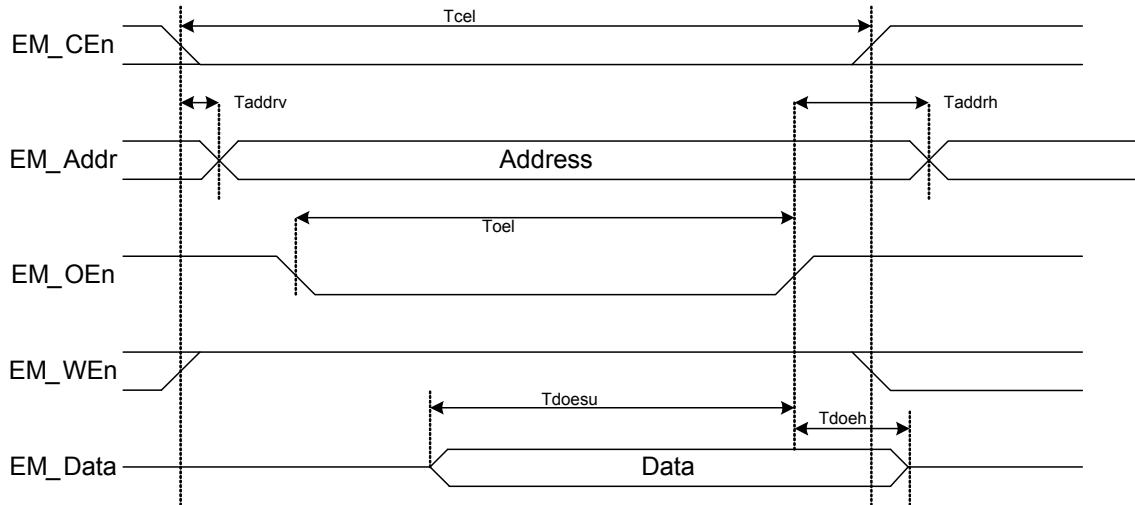 Tcel
EM_CEn
Taddrv
Taddrh
EM_Addr
Address
Toel
EM_OEn
EM_WEn
Tdoesu
Tdoeh
EM_Data
Data